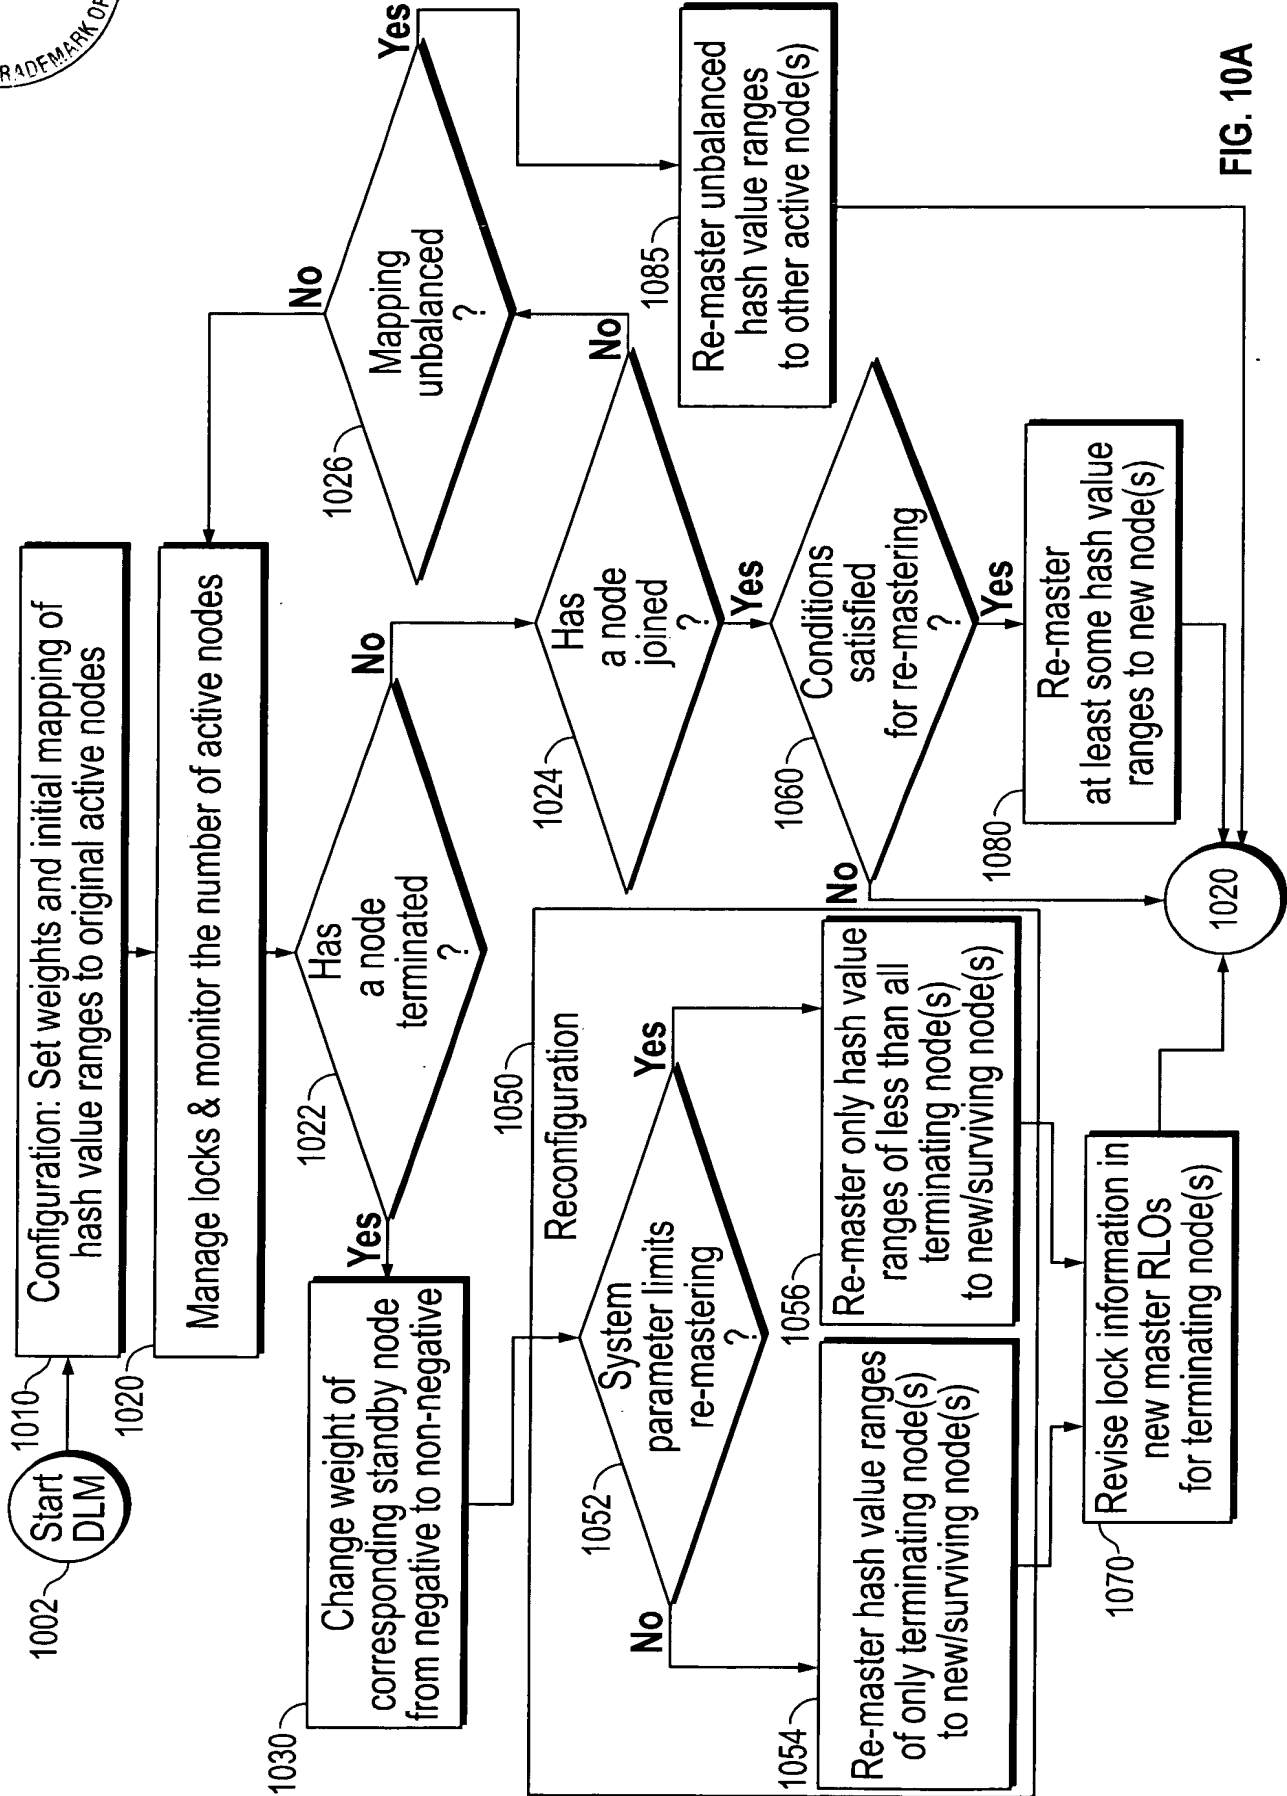 RADEMARK OF
1002
Start
DLM
1010
Configuration: Set weights and initial mapping of
hash value ranges to original active nodes
1020
Manage locks & monitor the number of active nodes
1022
Has
a node
terminated
?
Yes
No
1030
Change weight of
corresponding standby node
from negative to non-negative
1024
Has
a node
joined
?
No
Yes
1026
Mapping
unbalanced
?
No
Yes
1050
Reconfiguration
1052
System
parameter limits
re-mastering
?
No
Yes
1054
Re-master hash value ranges
of only terminating node(s)
to new/surviving node(s)
1056
Re-master only hash value
ranges of less than all
terminating node(s)
to new/surviving node(s)
1060
Conditions
satisfied
for re-mastering
?
No
Yes
1080
Re-master
at least some hash value
ranges to new node(s)
1085
Re-master unbalanced
hash value ranges
to other active node(s)
1070
Revise lock information in
new master RLOs
for terminating node(s)
1020
FIG. 10A